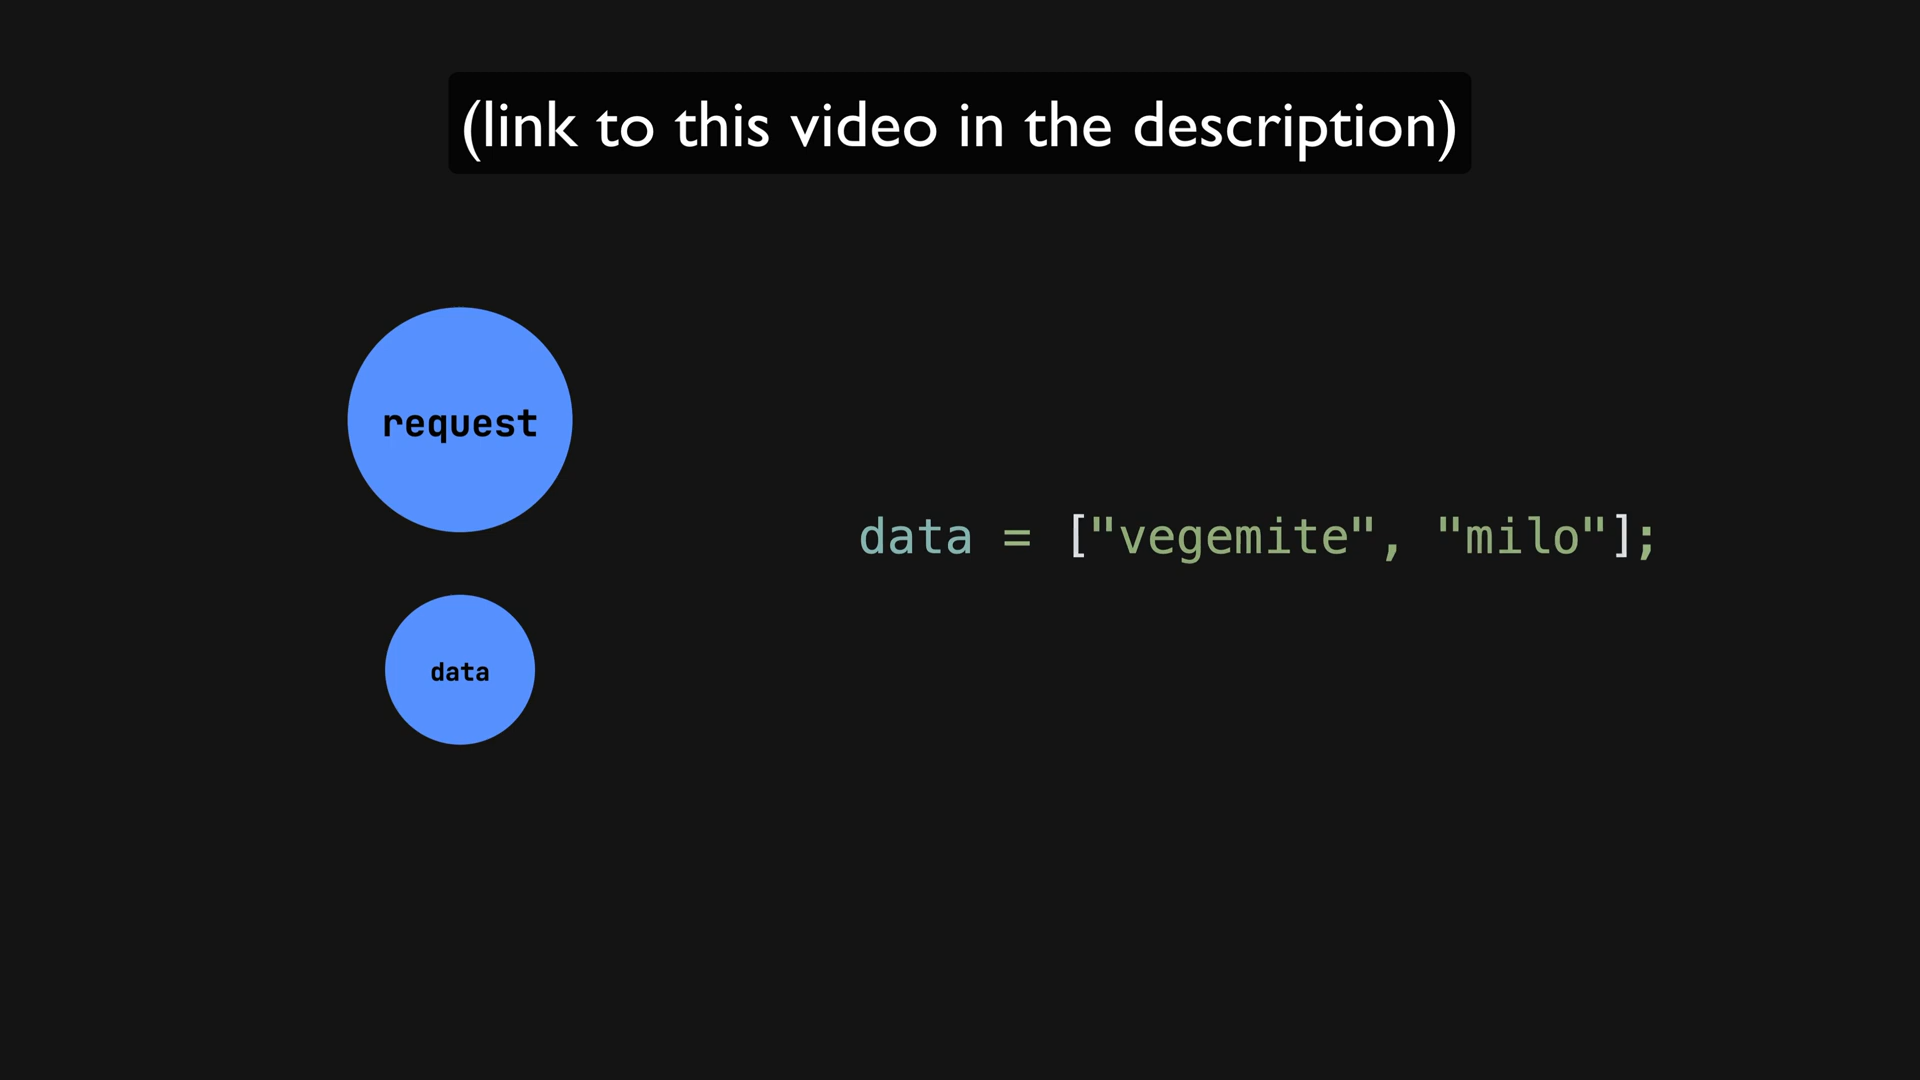 (link to this video in the description)
request
data = ["vegemite", "milo"];
data